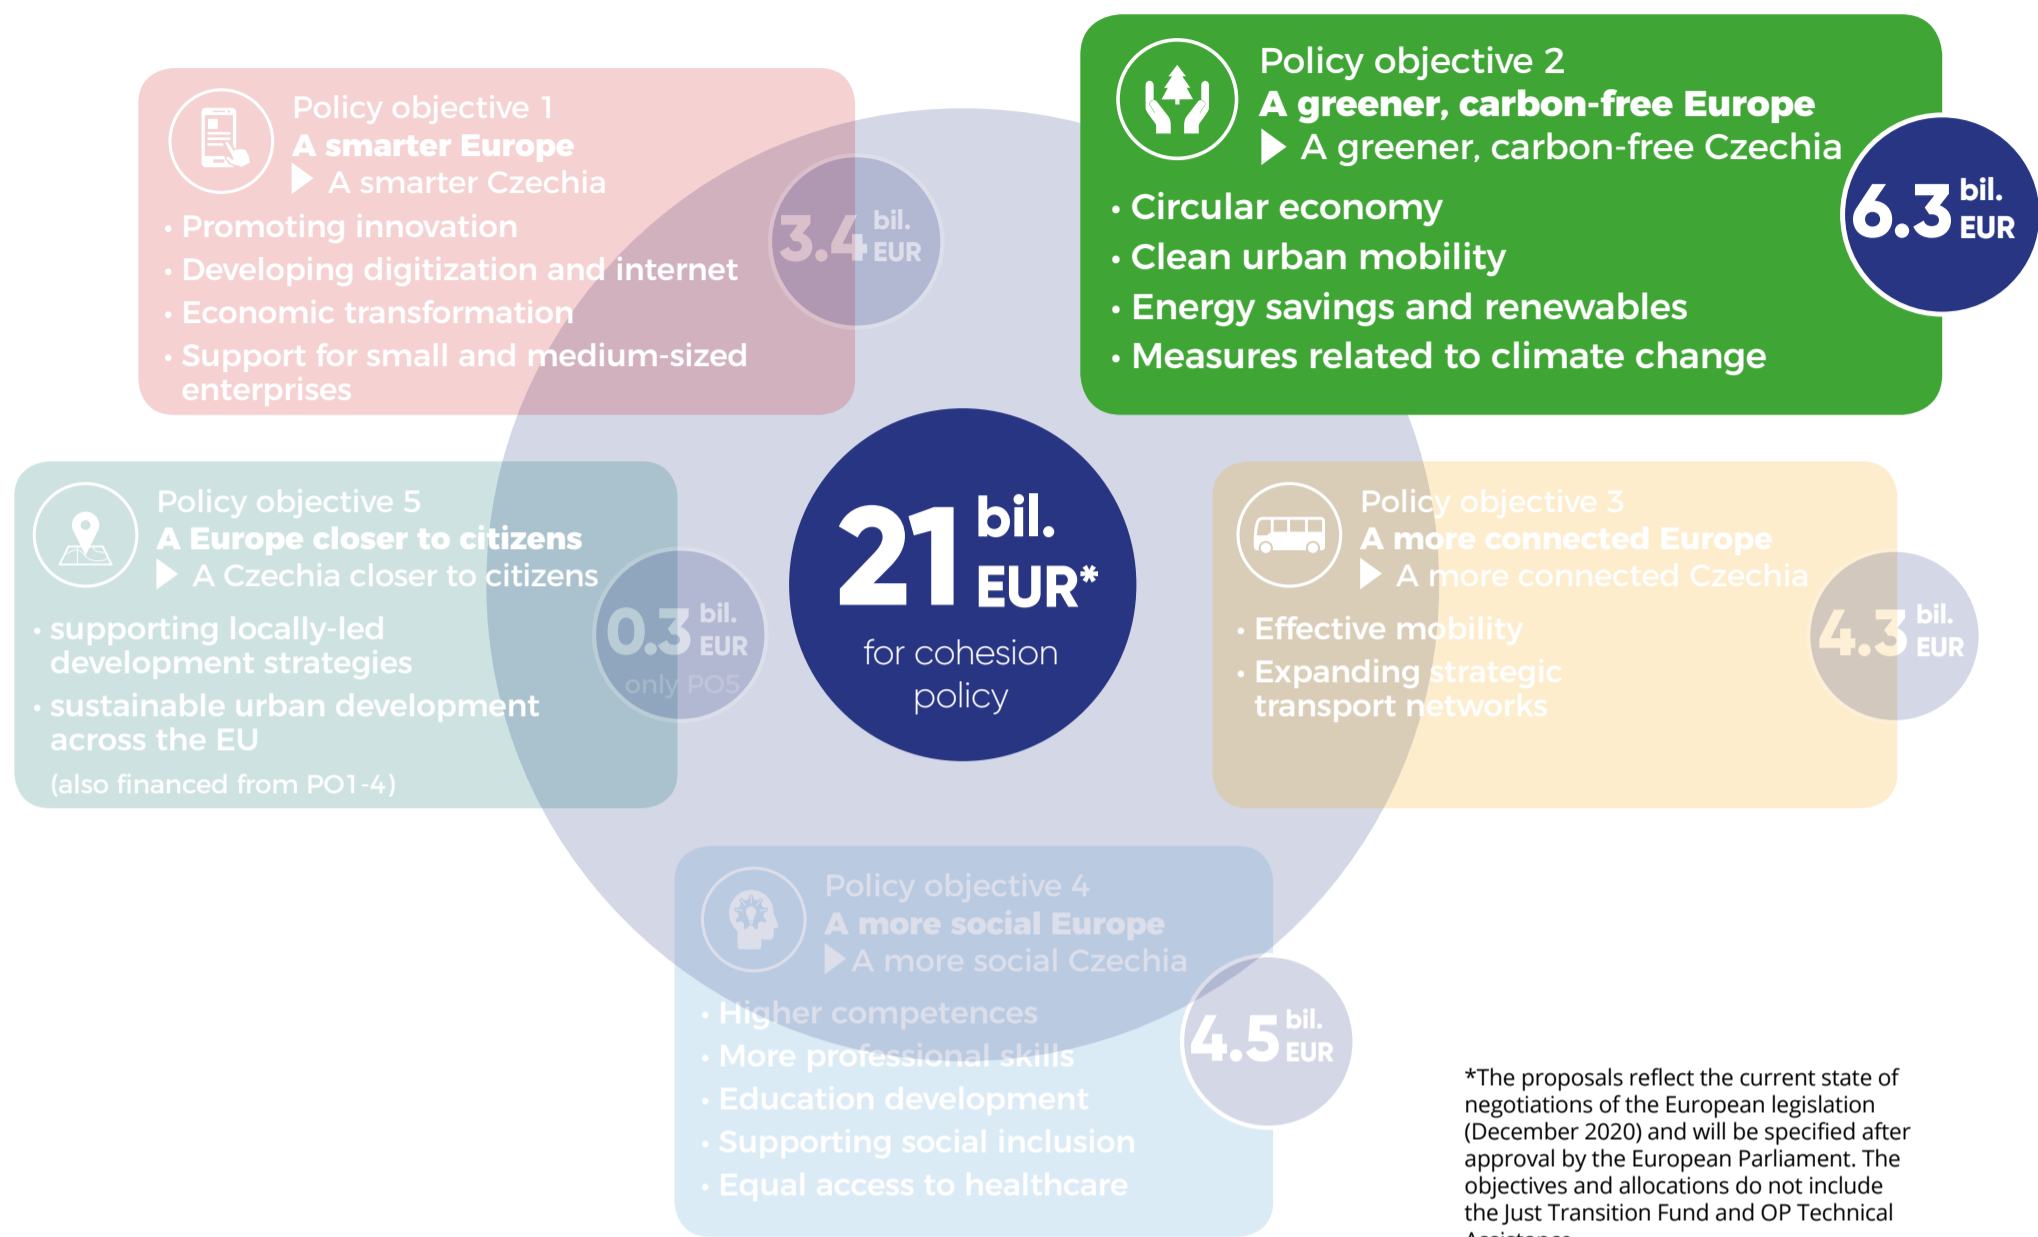 Policy objective 1
A smarter Europe
A smarter Czechia
• Promoting innovation
• Developing digitization and internet
• Economic transformation
• Support for small and medium-sized
enterprises
3.4 bil.
EUR
Policy objective 2
A greener, carbon-free Europe
A greener, carbon-free Czechia
• Circular economy
• Clean urban mobility
• Energy savings and renewables
• Measures related to climate change
6.3 bil.
EUR
Policy objective 5
A Europe closer to citizens
A Czechia closer to citizens
• supporting locally-led
development strategies
• sustainable urban development
across the EU
(also financed from PO1-4)
0.3 bil.
EUR
only PO5
21 bil.
EUR*
for cohesion
policy
Policy objective 3
A more connected Europe
A more connected Czechia
• Effective mobility
• Expanding strategic
transport networks
4.3 bil.
EUR
Policy objective 4
A more social Europe
A more social Czechia
• Higher competences
• More professional skills
• Education development
• Supporting social inclusion
• Equal access to healthcare
4.5 bil.
EUR
*The proposals reflect the current state of
negotiations of the European legislation
(December 2020) and will be specified after
approval by the European Parliament. The
objectives and allocations do not include
the Just Transition Fund and OP Technical